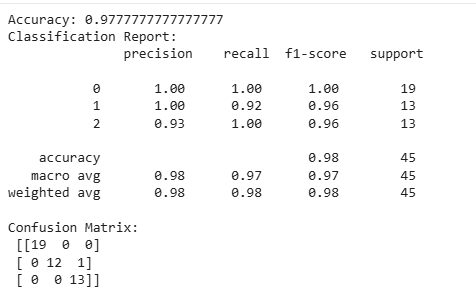 Accuracy: 0.9777777777777777
Classification Report:
              precision    recall  f1-score   support

           0       1.00      1.00      1.00        19
           1       1.00      0.92      0.96        13
           2       0.93      1.00      0.96        13

    accuracy                           0.98        45
   macro avg       0.98      0.97      0.97        45
weighted avg       0.98      0.98      0.98        45

Confusion Matrix:
 [[19  0  0]
 [ 0 12  1]
 [ 0  0 13]]